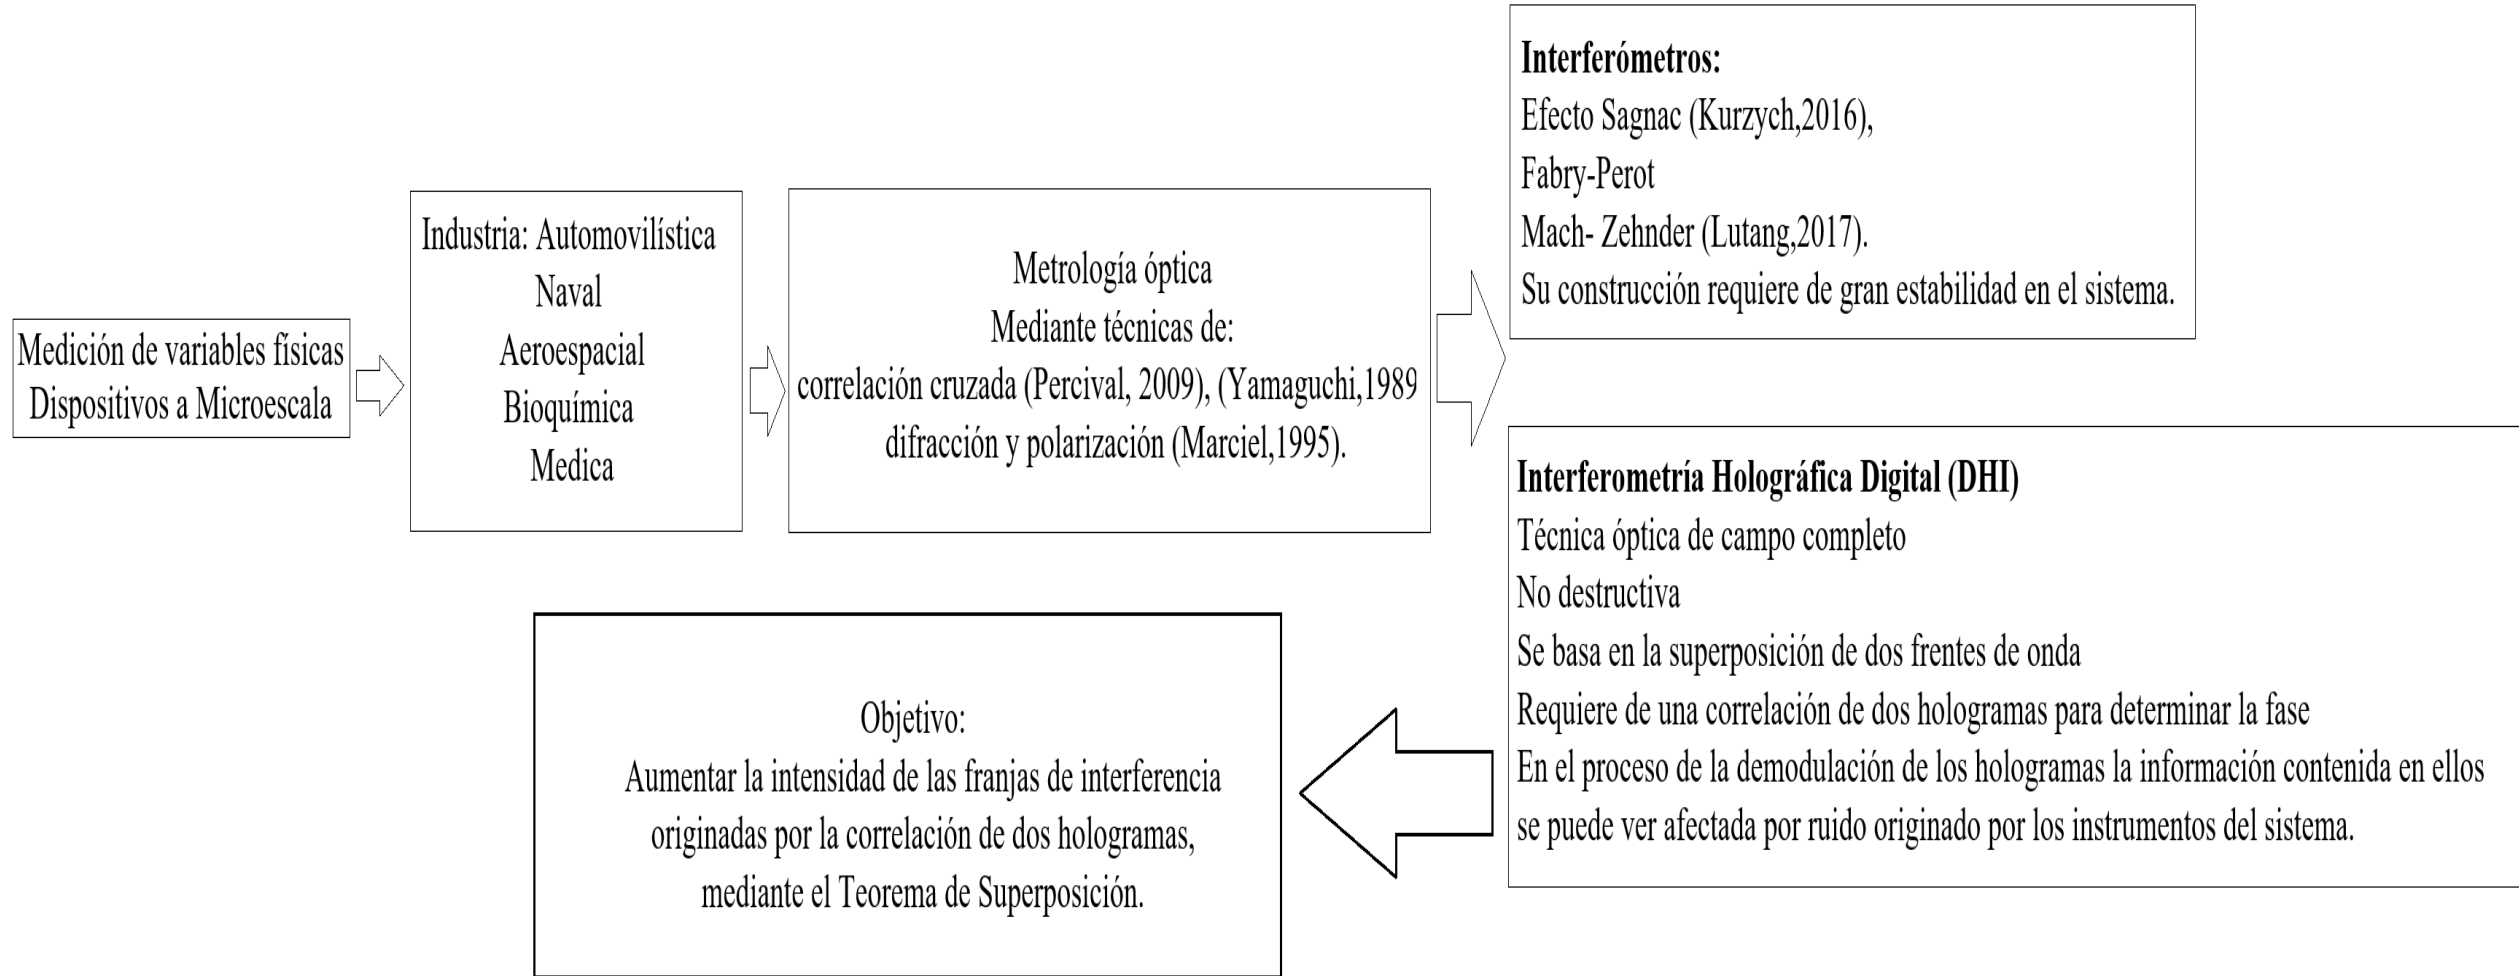 Medición de variables físicas
Dispositivos a Microescala
Industria: Automovilística
Naval
Aeroespacial
Bioquímica
Medica
Metrología óptica
Mediante técnicas de:
correlación cruzada (Percival, 2009), (Yamaguchi,1989
difracción y polarización (Marciel,1995).
Interferómetros:
Efecto Sagnac (Kurzych,2016),
Fabry-Perot
Mach- Zehnder (Lutang,2017).
Su construcción requiere de gran estabilidad en el sistema.
Interferometría Holográfica Digital (DHI)
Técnica óptica de campo completo
No destructiva
Se basa en la superposición de dos frentes de onda
Requiere de una correlación de dos hologramas para determinar la fase
En el proceso de la demodulación de los hologramas la información contenida en ellos
se puede ver afectada por ruido originado por los instrumentos del sistema.
Objetivo:
Aumentar la intensidad de las franjas de interferencia
originadas por la correlación de dos hologramas,
mediante el Teorema de Superposición.